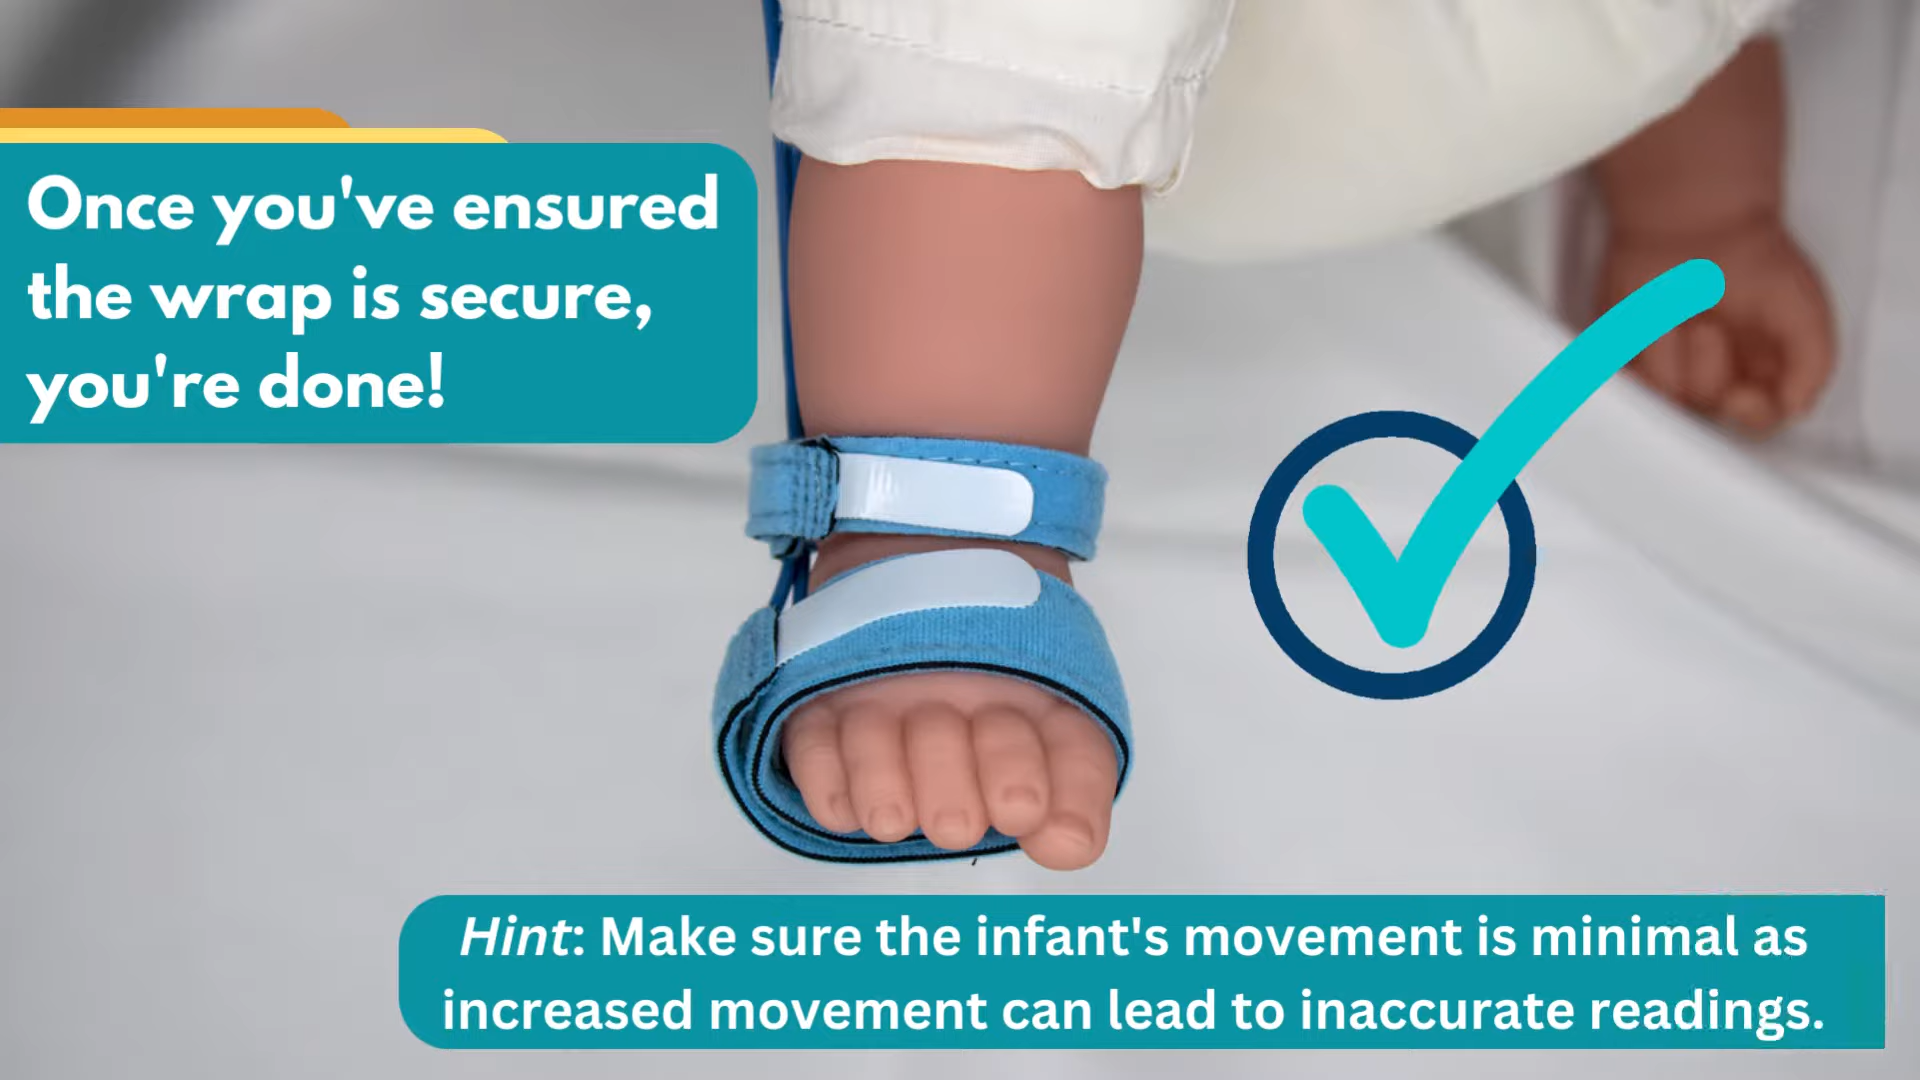 Once you've ensured
the wrap is secure,
you're done!
Hint: Make sure the infant's movement is minimal as
increased movement can lead to inaccurate readings.